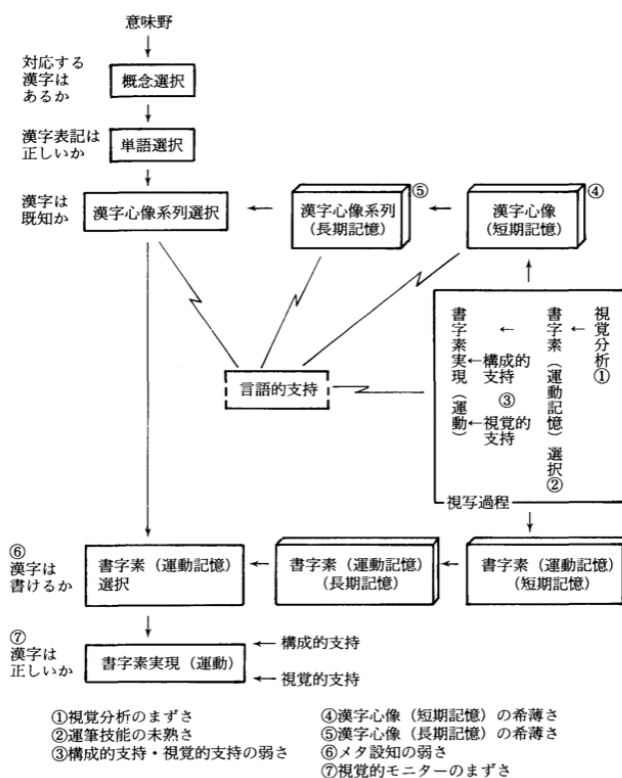 意味野
対応する
漢字は
あるか
概念選択
漢字表記は
正しいか
単語選択
漢字は
既知か
漢字心像系列選択
⑤
漢字心像系列
(長期記憶)
④
漢字心像
(短期記憶)
視覚分析①
書字素(運動記憶)選択②
構成的
支持
③
視覚的
支持
書字素実現(運動)
視写過程
言語的支持
⑥
漢字は
書けるか
書字素(運動記憶)
選択
書字素(運動記憶)
(長期記憶)
書字素(運動記憶)
(短期記憶)
⑦
漢字は
正しいか
書字素実現(運動)
構成的支持
視覚的支持
①視覚分析のまずさ
②運筆技能の未熟さ
③構成的支持・視覚的支持の弱さ
④漢字心像(短期記憶)の希薄さ
⑤漢字心像(長期記憶)の希薄さ
⑥メタ設知の弱さ
⑦視覚的モニターのまずさ